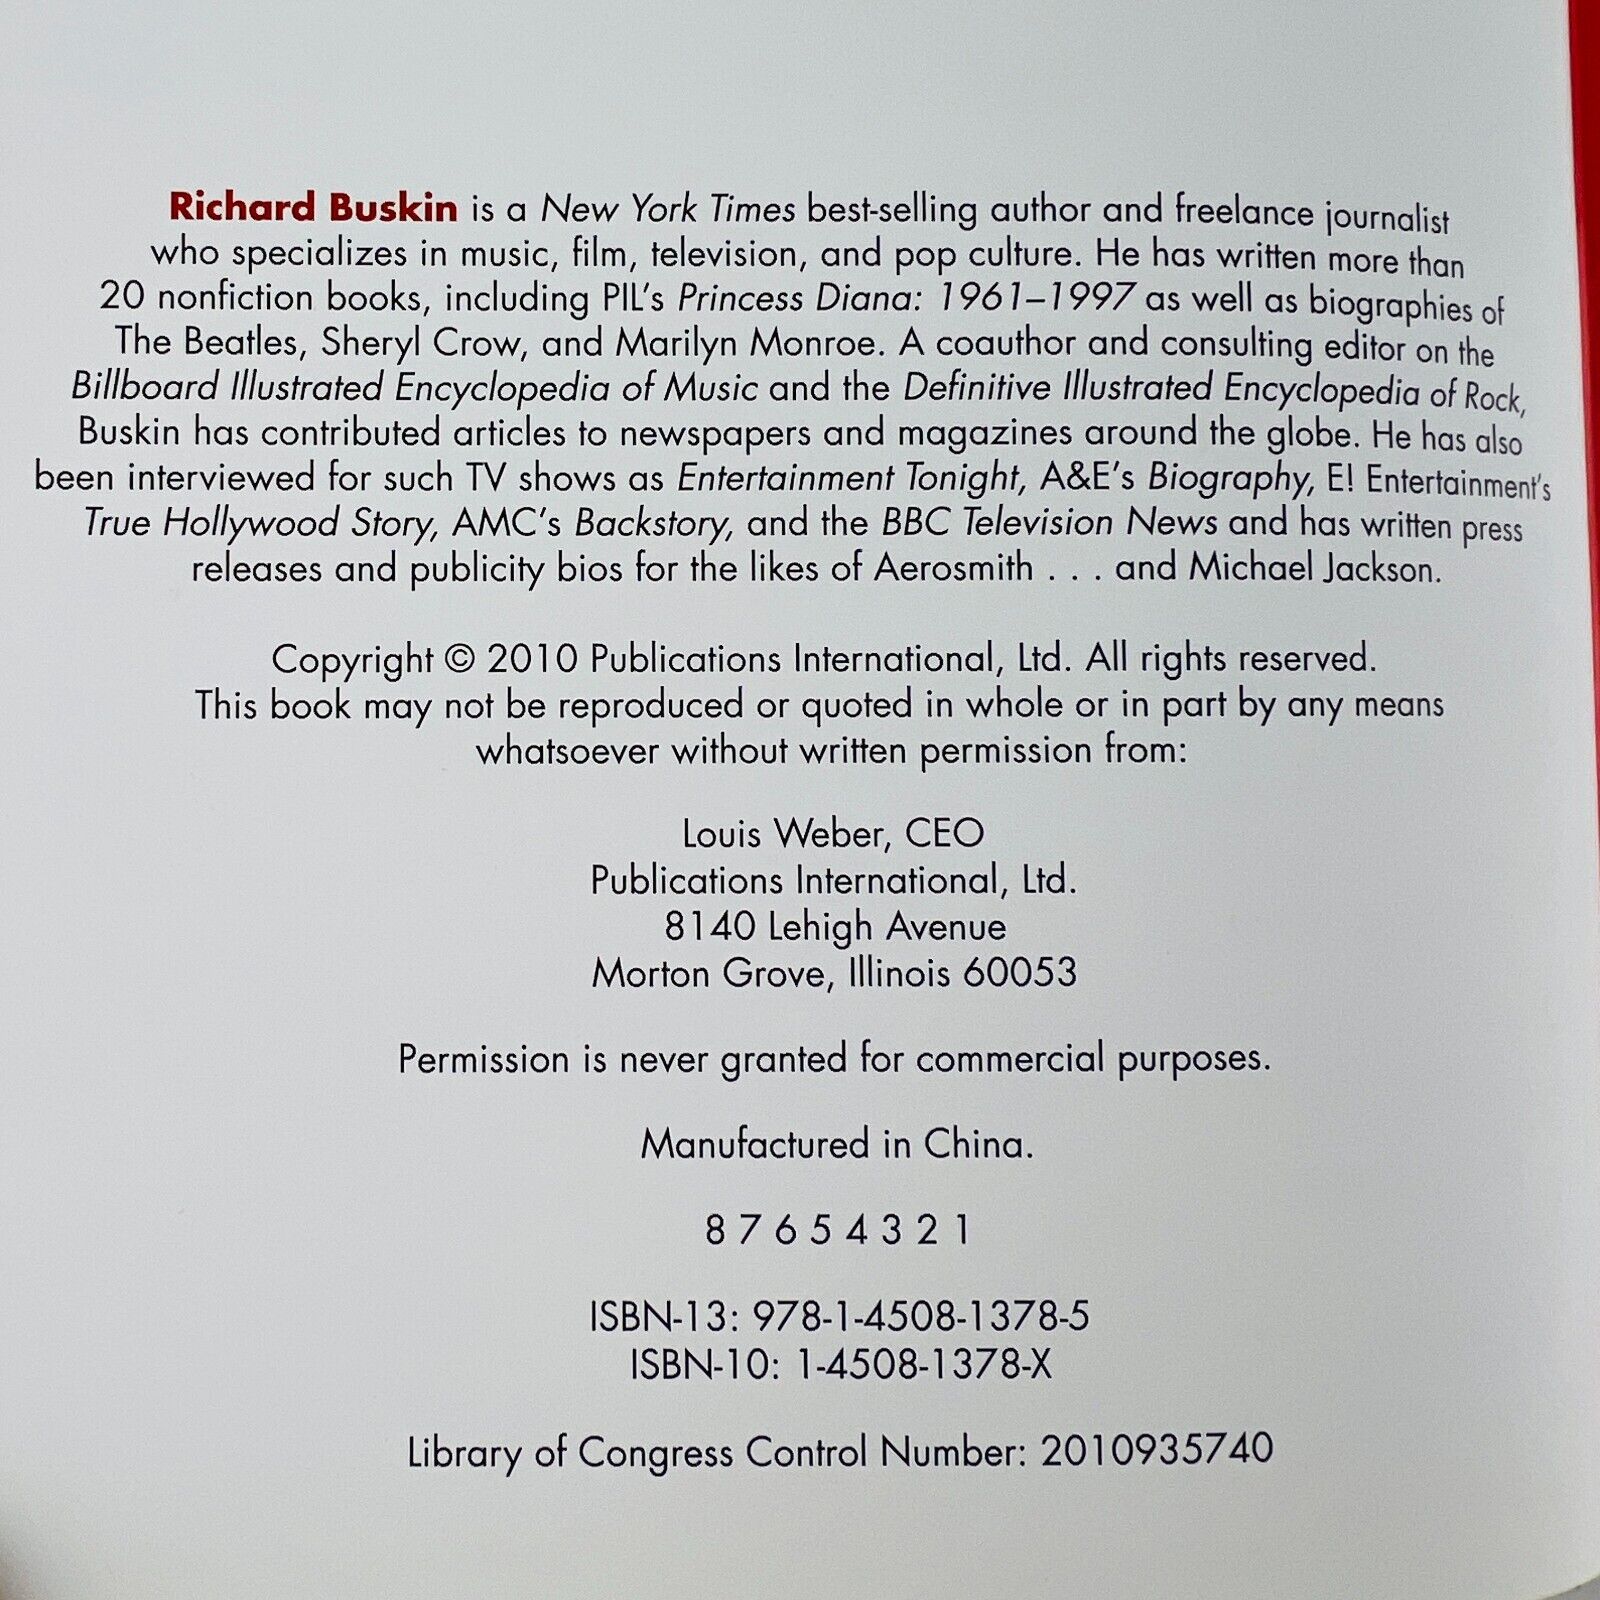 Richard Buskin is a New York Times best-selling author and freelance journalist
who specializes in music, film, television, and pop culture. He has written more than
20 nonfiction books, including PIL's Princess Diana: 1961–1997 as well as biographies of
The Beatles, Sheryl Crow, and Marilyn Monroe. A coauthor and consulting editor on the
Billboard Illustrated Encyclopedia of Music and the Definitive Illustrated Encyclopedia of Rock,
Buskin has contributed articles to newspapers and magazines around the globe. He has also
been interviewed for such TV shows as Entertainment Tonight, A&E's Biography, E! Entertainment's
True Hollywood Story, AMC's Backstory, and the BBC Television News and has written press
releases and publicity bios for the likes of Aerosmith . . . and Michael Jackson.
Copyright © 2010 Publications International, Ltd. All rights reserved.
This book may not be reproduced or quoted in whole or in part by any means
whatsoever without written permission from:
Louis Weber, CEO
Publications International, Ltd.
8140 Lehigh Avenue
Morton Grove, Illinois 60053
Permission is never granted for commercial purposes.
Manufactured in China.
8 7 6 5 4 3 2 1
ISBN-13: 978-1-4508-1378-5
ISBN-10: 1-4508-1378-X
Library of Congress Control Number: 2010935740